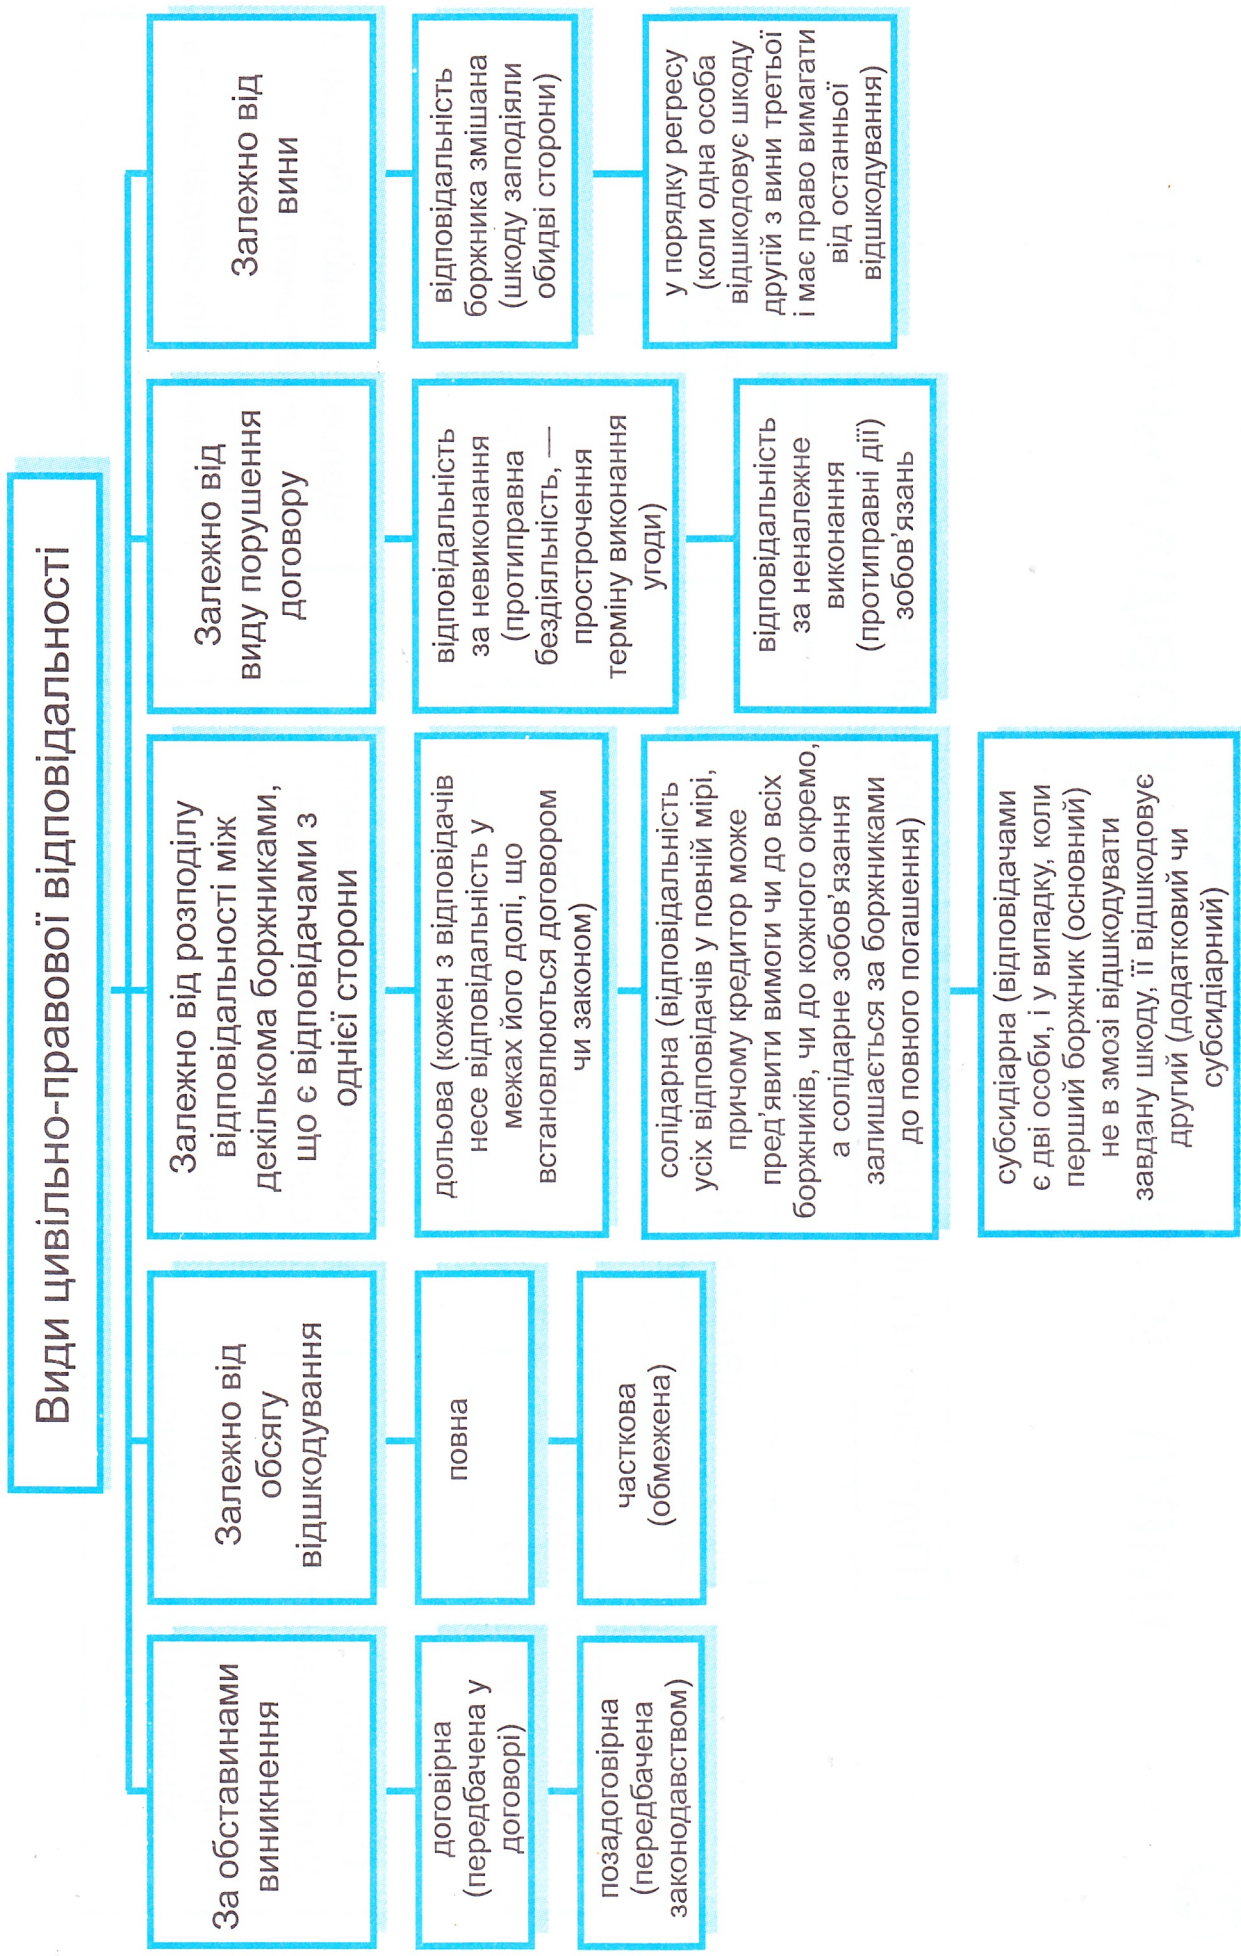 Види цивільно-правової відповідальності
За обставинами
виникнення
договірна
(передбачена у
договорі)
позадоговірна
(передбачена
законодавством)
Залежно від
обсягу
відшкодування
повна
часткова
(обмежена)
Залежно від розподілу
відповідальності між
декількома боржниками,
що є відповідачами з
однієї сторони
дольова (кожен з відповідачів
несе відповідальність у
межах його долі, що
встановлюються договором
чи законом)
солідарна (відповідальність
усіх відповідачів у повній мірі,
причому кредитор може
пред’явити вимоги чи до всіх
боржників, чи до кожного окремо,
а солідарне зобов’язання
залишається за боржниками
до повного погашення)
субсидіарна (відповідачами
є дві особи, і у випадку, коли
перший боржник (основний)
не в змозі відшкодувати
завдану шкоду, її відшкодовує
другий (додатковий чи
субсидіарний)
Залежно від
виду порушення
договору
відповідальність
за невиконання
(протиправна
бездіяльність, —
прострочення
терміну виконання
угоди)
відповідальність
за неналежне
виконання
(протиправні дії)
зобов’язань
Залежно від
вини
відповідальність
боржника змішана
(шкоду заподіяли
обидві сторони)
у порядку регресу
(коли одна особа
відшкодовує шкоду
другій з вини третьої
і має право вимагати
від останньої
відшкодування)